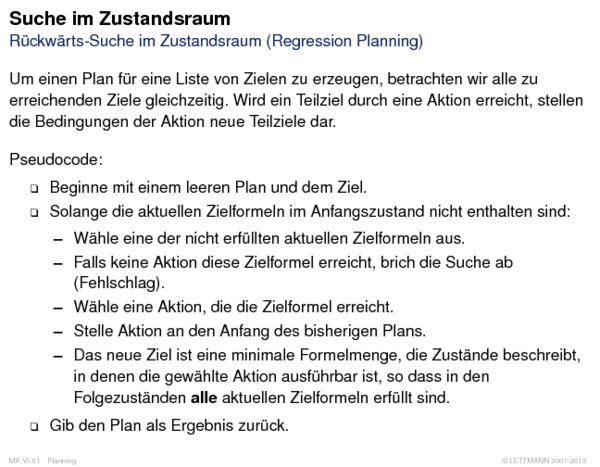 Suche im Zustandsraum
Rückwärts-Suche im Zustandsraum (Regression Planning)
Um einen Plan für eine Liste von Zielen zu erzeugen, betrachten wir alle zu
erreichenden Ziele gleichzeitig. Wird ein Teilziel durch eine Aktion erreicht, stellen
die Bedingungen der Aktion neue Teilziele dar.
Pseudocode:
❑ Beginne mit einem leeren Plan und dem Ziel.
❑ Solange die aktuellen Zielformeln im Anfangszustand nicht enthalten sind:
– Wähle eine der nicht erfüllten aktuellen Zielformeln aus.
– Falls keine Aktion diese Zielformel erreicht, brich die Suche ab
(Fehlschlag).
– Wähle eine Aktion, die die Zielformel erreicht.
– Stelle Aktion an den Anfang des bisherigen Plans.
– Das neue Ziel ist eine minimale Formelmenge, die Zustände beschreibt,
in denen die gewählte Aktion ausführbar ist, so dass in den
Folgezuständen alle aktuellen Zielformeln erfüllt sind.
❑ Gib den Plan als Ergebnis zurück.
MK:VI-51 Planning © LETTMANN 2007-2013